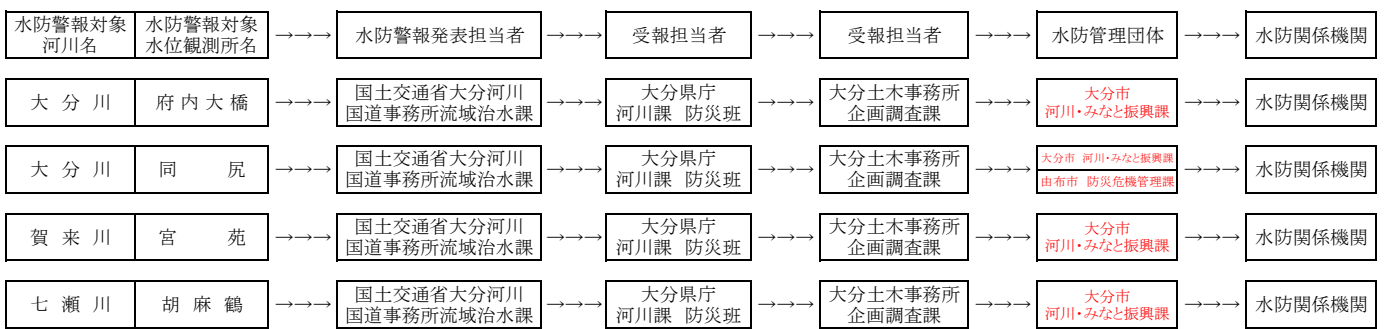 水防警報対象
河川名
水防警報対象
水位観測所名
→→→
水防警報発表担当者
→→→
受報担当者
→→→
受報担当者
→→→
水防管理団体
→→→
水防関係機関
大分川
府内大橋
→→→
国土交通省大分河川
国道事務所流域治水課
→→→
大分県庁
河川課 防災班
→→→
大分土木事務所
企画調査課
→→→
大分市
河川・みなと振興課
→→→
水防関係機関
大分川
同尻
→→→
国土交通省大分河川
国道事務所流域治水課
→→→
大分県庁
河川課 防災班
→→→
大分土木事務所
企画調査課
→→→
大分市 河川・みなと振興課
由布市 防災危機管理課
→→→
水防関係機関
賀来川
宮苑
→→→
国土交通省大分河川
国道事務所流域治水課
→→→
大分県庁
河川課 防災班
→→→
大分土木事務所
企画調査課
→→→
大分市
河川・みなと振興課
→→→
水防関係機関
七瀬川
胡麻鶴
→→→
国土交通省大分河川
国道事務所流域治水課
→→→
大分県庁
河川課 防災班
→→→
大分土木事務所
企画調査課
→→→
大分市
河川・みなと振興課
→→→
水防関係機関